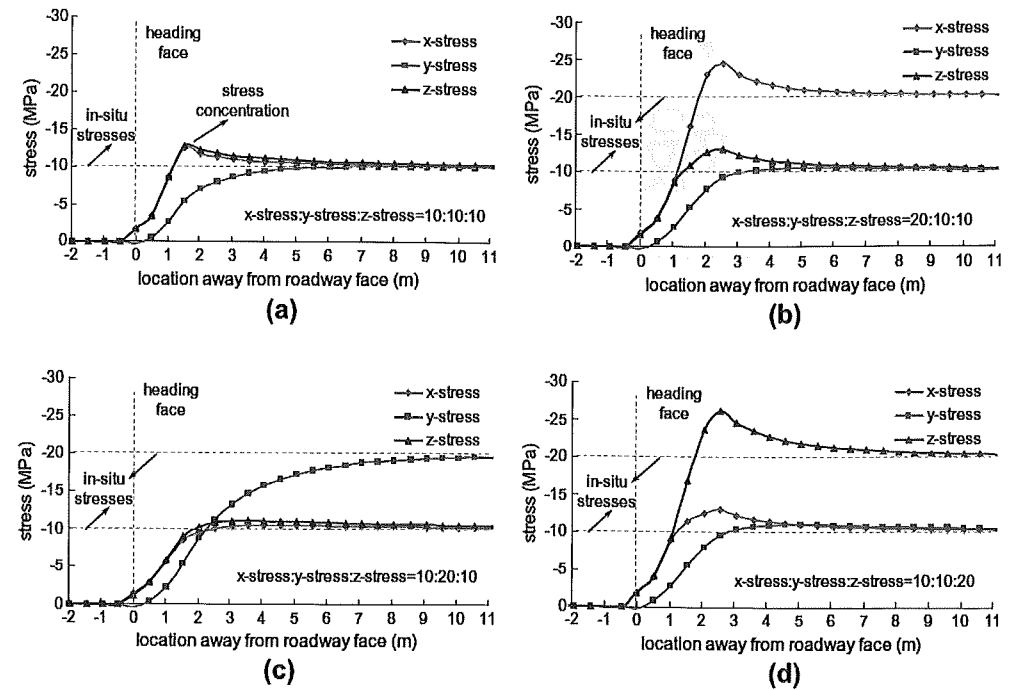 -30
-25
-20
-15
-10
-5
0
stress (MPa)
heading
face
in-situ
stresses
stress
concentration
x-stress
y-stress
z-stress
x-stress:y-stress:z-stress=10:10:10
-2 -1 0 1 2 3 4 5 6 7 8 9 10 11
location away from roadway face (m)
(a)
-30
-25
-20
-15
-10
-5
0
stress (MPa)
heading
face
in-situ
stresses
x-stress
y-stress
z-stress
x-stress:y-stress:z-stress=20:10:10
-2 -1 0 1 2 3 4 5 6 7 8 9 10 11
location away from roadway face (m)
(b)
-30
-25
-20
-15
-10
-5
0
stress (MPa)
heading
face
in-situ
stresses
x-stress
y-stress
z-stress
x-stress:y-stress:z-stress=10:20:10
-2 -1 0 1 2 3 4 5 6 7 8 9 10 11
location away from roadway face (m)
(c)
-30
-25
-20
-15
-10
-5
0
stress (MPa)
heading
face
in-situ
stresses
x-stress
y-stress
z-stress
x-stress:y-stress:z-stress=10:10:20
-2 -1 0 1 2 3 4 5 6 7 8 9 10 11
location away from roadway face (m)
(d)